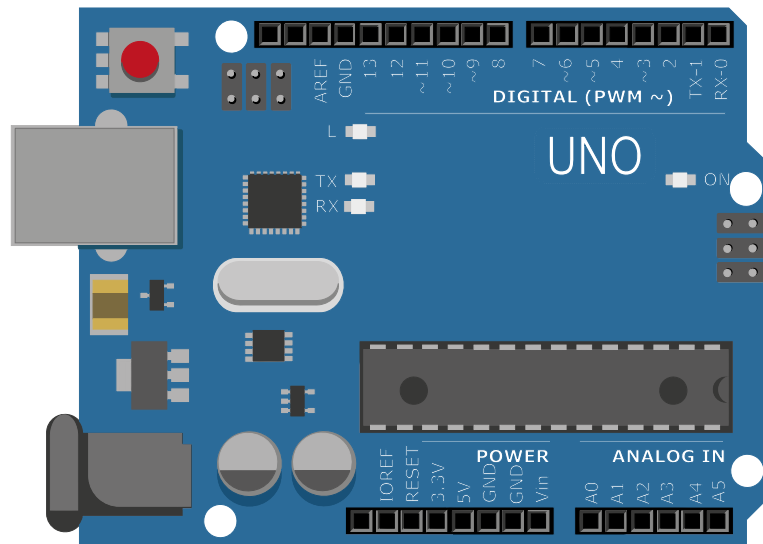 AREF GND 13 12 ~11 ~10 ~9 8 7 ~6 ~5 4 ~3 2 TX-1 RX-0
DIGITAL (PWM ~)
L
UNO
TX
ON
RX
POWER
ANALOG IN
IOREF RESET 3.3V 5V GND GND Vin A0 A1 A2 A3 A4 A5